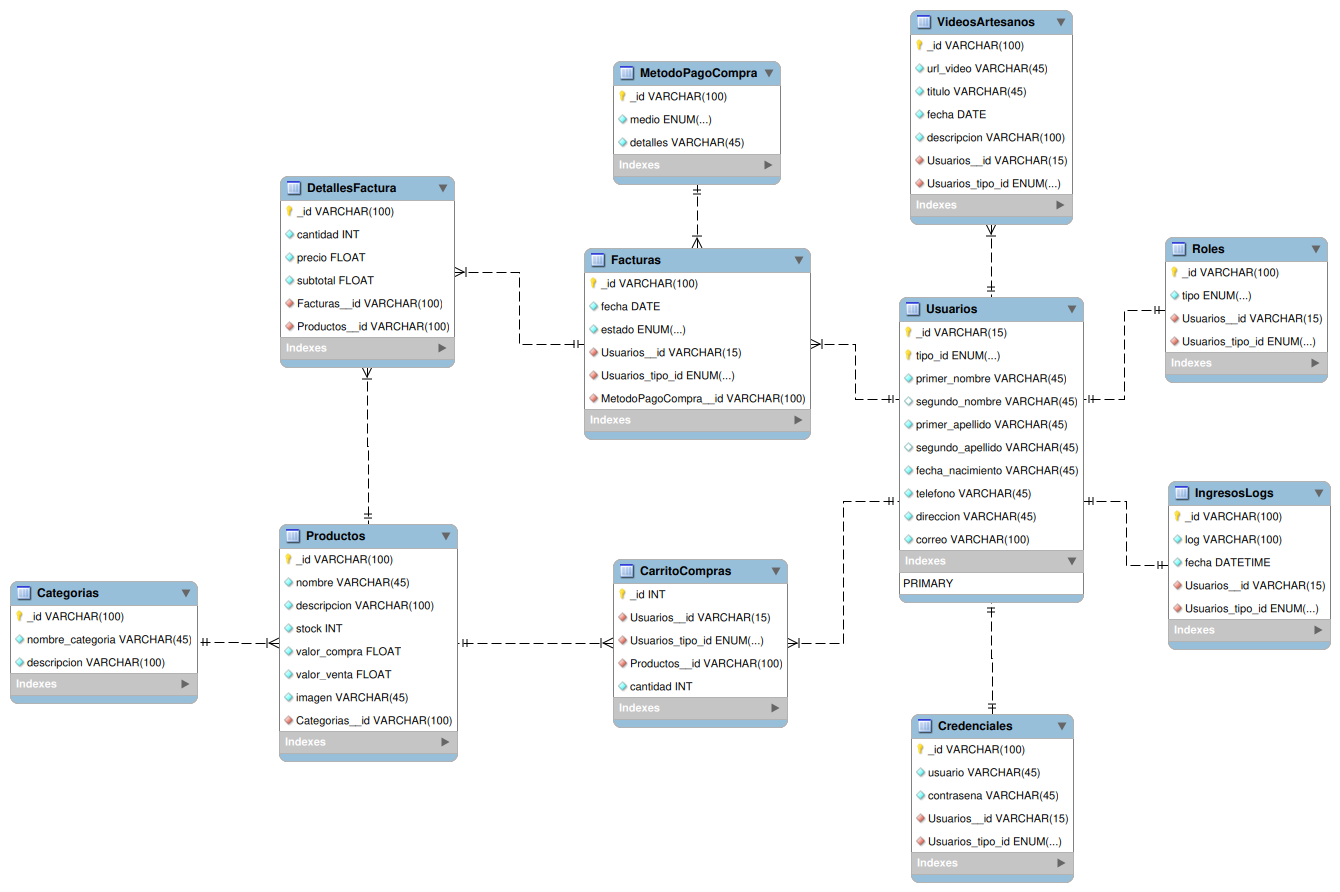 VideosArtesanos
_id VARCHAR(100)
url_video VARCHAR(45)
titulo VARCHAR(45)
fecha DATE
descripcion VARCHAR(100)
Usuarios__id VARCHAR(15)
Usuarios_tipo_id ENUM(...)
Indexes
MetodoPagoCompra
_id VARCHAR(100)
medio ENUM(...)
detalles VARCHAR(45)
Indexes
DetallesFactura
_id VARCHAR(100)
cantidad INT
precio FLOAT
subtotal FLOAT
Facturas__id VARCHAR(100)
Productos__id VARCHAR(100)
Indexes
Facturas
_id VARCHAR(100)
fecha DATE
estado ENUM(...)
Usuarios__id VARCHAR(15)
Usuarios_tipo_id ENUM(...)
MetodoPagoCompra__id VARCHAR(100)
Indexes
Roles
_id VARCHAR(100)
tipo ENUM(...)
Usuarios__id VARCHAR(15)
Usuarios_tipo_id ENUM(...)
Indexes
Usuarios
_id VARCHAR(15)
tipo_id ENUM(...)
primer_nombre VARCHAR(45)
segundo_nombre VARCHAR(45)
primer_apellido VARCHAR(45)
segundo_apellido VARCHAR(45)
fecha_nacimiento VARCHAR(45)
telefono VARCHAR(45)
direccion VARCHAR(45)
correo VARCHAR(100)
Indexes
PRIMARY
IngresosLogs
_id VARCHAR(100)
log VARCHAR(100)
fecha DATETIME
Usuarios__id VARCHAR(15)
Usuarios_tipo_id ENUM(...)
Indexes
Productos
_id VARCHAR(100)
nombre VARCHAR(45)
descripcion VARCHAR(100)
stock INT
valor_compra FLOAT
valor_venta FLOAT
imagen VARCHAR(45)
Categorias__id VARCHAR(100)
Indexes
CarritoCompras
_id INT
Usuarios__id VARCHAR(15)
Usuarios_tipo_id ENUM(...)
Productos__id VARCHAR(100)
cantidad INT
Indexes
Categorias
_id VARCHAR(100)
nombre_categoria VARCHAR(45)
descripcion VARCHAR(100)
Indexes
Credenciales
_id VARCHAR(100)
usuario VARCHAR(45)
contrasena VARCHAR(45)
Usuarios__id VARCHAR(15)
Usuarios_tipo_id ENUM(...)
Indexes